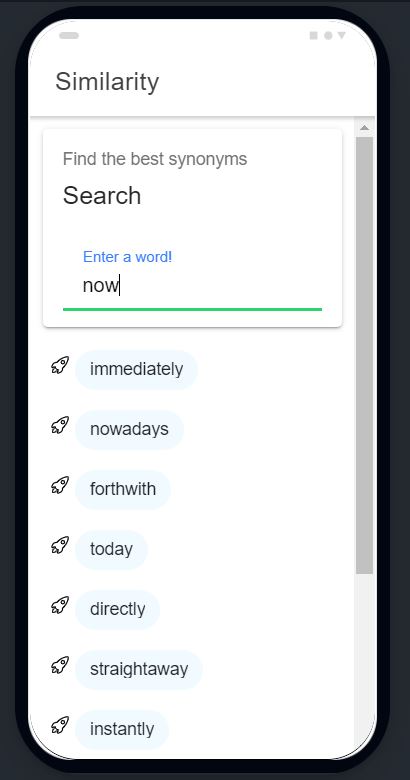 Similarity
Find the best synonyms
Search
Enter a word!
now
immediately
nowadays
forthwith
today
directly
straightaway
instantly